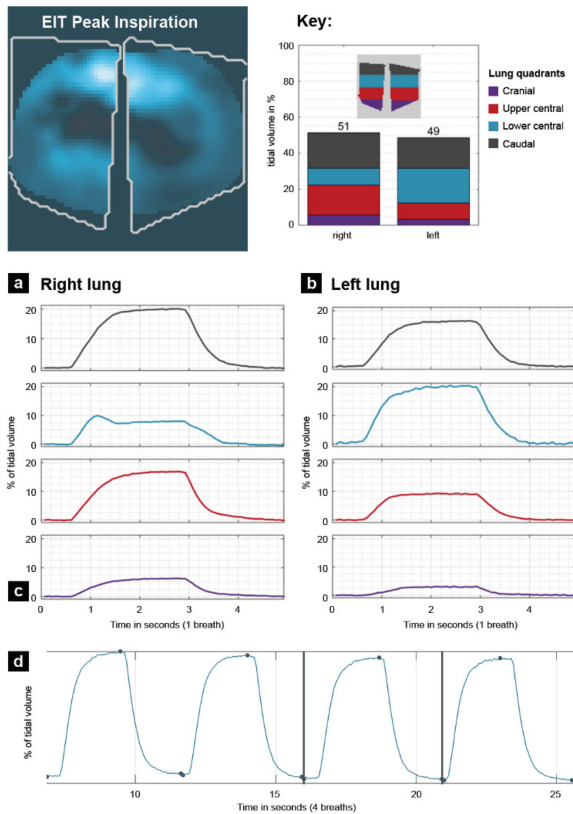 EIT Peak Inspiration
Key:
100
80
60
40
20
0
tidal volume in %
51
49
right
left
Lung quadrants
Cranial
Upper central
Lower central
Caudal
a Right lung
b Left lung
20
10
0
20
10
0
20
10
0
20
10
0
% of tidal volume
c
0 1 2 3 4
Time in seconds (1 breath)
20
10
0
20
10
0
20
10
0
20
10
0
0 1 2 3 4
Time in seconds (1 breath)
d
% of tidal volume
10 15 20 25
Time in seconds (4 breaths)